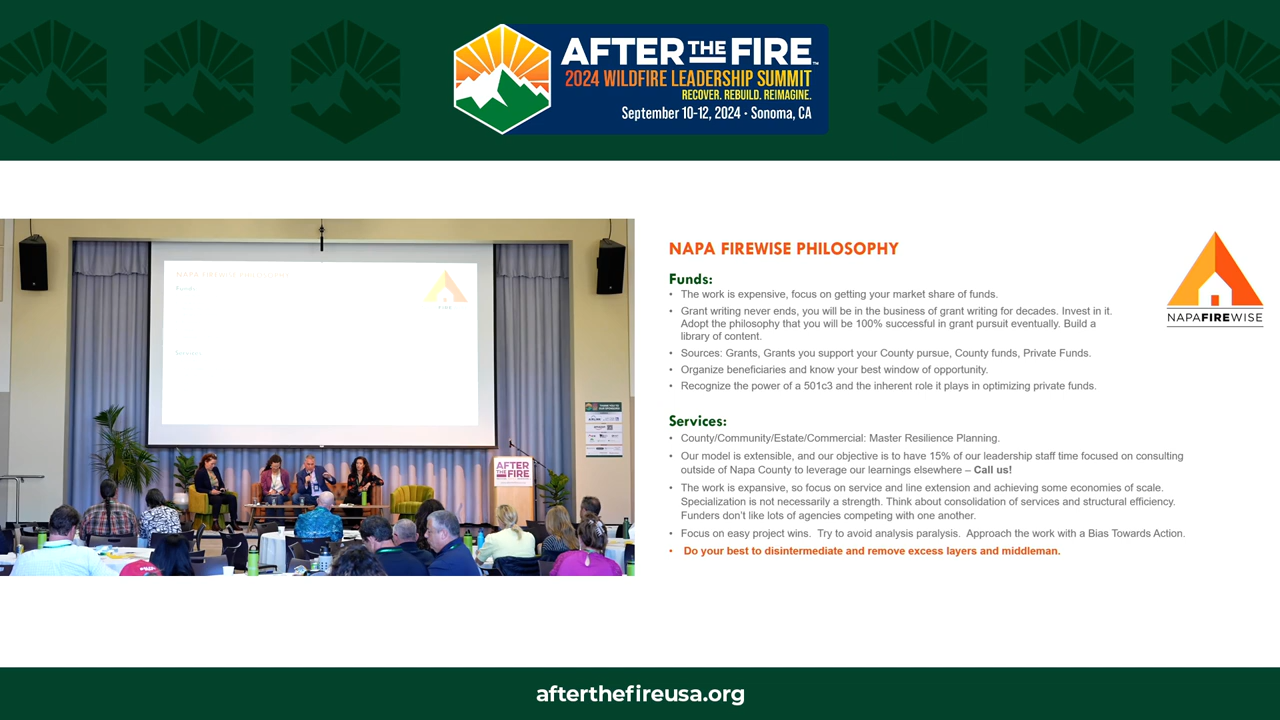 AFTER THE FIRE™
2024 WILDFIRE LEADERSHIP SUMMIT
RECOVER. REBUILD. REIMAGINE.
September 10-12, 2024 · Sonoma, CA
NAPA FIREWISE PHILOSOPHY
Funds:
Services:
AFTER
THE FIRE
NAPA FIREWISE PHILOSOPHY
NAPAFIREWISE
Funds:
• The work is expensive, focus on getting your market share of funds.
• Grant writing never ends, you will be in the business of grant writing for decades. Invest in it.
Adopt the philosophy that you will be 100% successful in grant pursuit eventually. Build a
library of content.
• Sources: Grants, Grants you support your County pursue, County funds, Private Funds.
• Organize beneficiaries and know your best window of opportunity.
• Recognize the power of a 501c3 and the inherent role it plays in optimizing private funds.
Services:
• County/Community/Estate/Commercial: Master Resilience Planning.
• Our model is extensible, and our objective is to have 15% of our leadership staff time focused on consulting
outside of Napa County to leverage our learnings elsewhere – Call us!
• The work is expansive, so focus on service and line extension and achieving some economies of scale.
Specialization is not necessarily a strength. Think about consolidation of services and structural efficiency.
Funders don't like lots of agencies competing with one another.
• Focus on easy project wins. Try to avoid analysis paralysis. Approach the work with a Bias Towards Action.
• Do your best to disintermediate and remove excess layers and middleman.
afterthefireusa.org